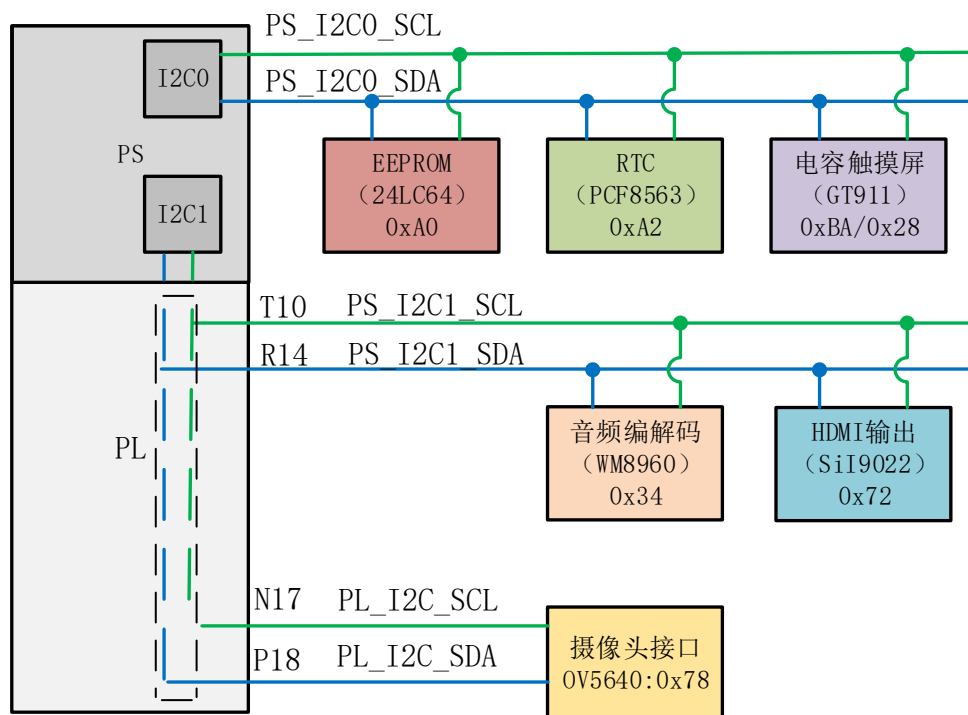 PS_I2C0_SCL
I2C0
PS_I2C0_SDA
PS
EEPROM
（24LC64）
0xA0
RTC
（PCF8563）
0xA2
电容触摸屏
（GT911）
0xBA/0x28
I2C1
T10
PS_I2C1_SCL
R14
PS_I2C1_SDA
PL
音频编解码
（WM8960）
0x34
HDMI输出
（SiI9022）
0x72
N17
PL_I2C_SCL
P18
PL_I2C_SDA
摄像头接口
OV5640:0x78